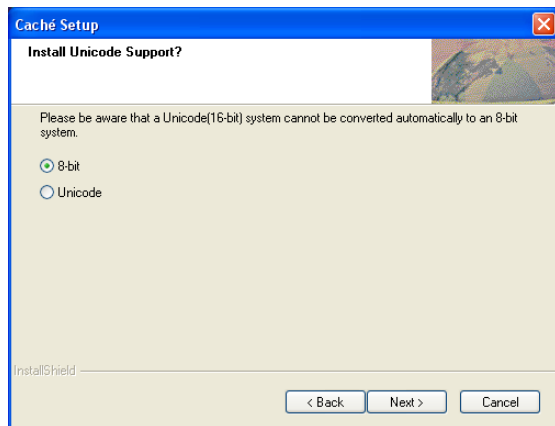 Caché Setup
Install Unicode Support?
Please be aware that a Unicode(16-bit) system cannot be converted automatically to an 8-bit
system.
8-bit
Unicode
InstallShield
< Back
Next >
Cancel